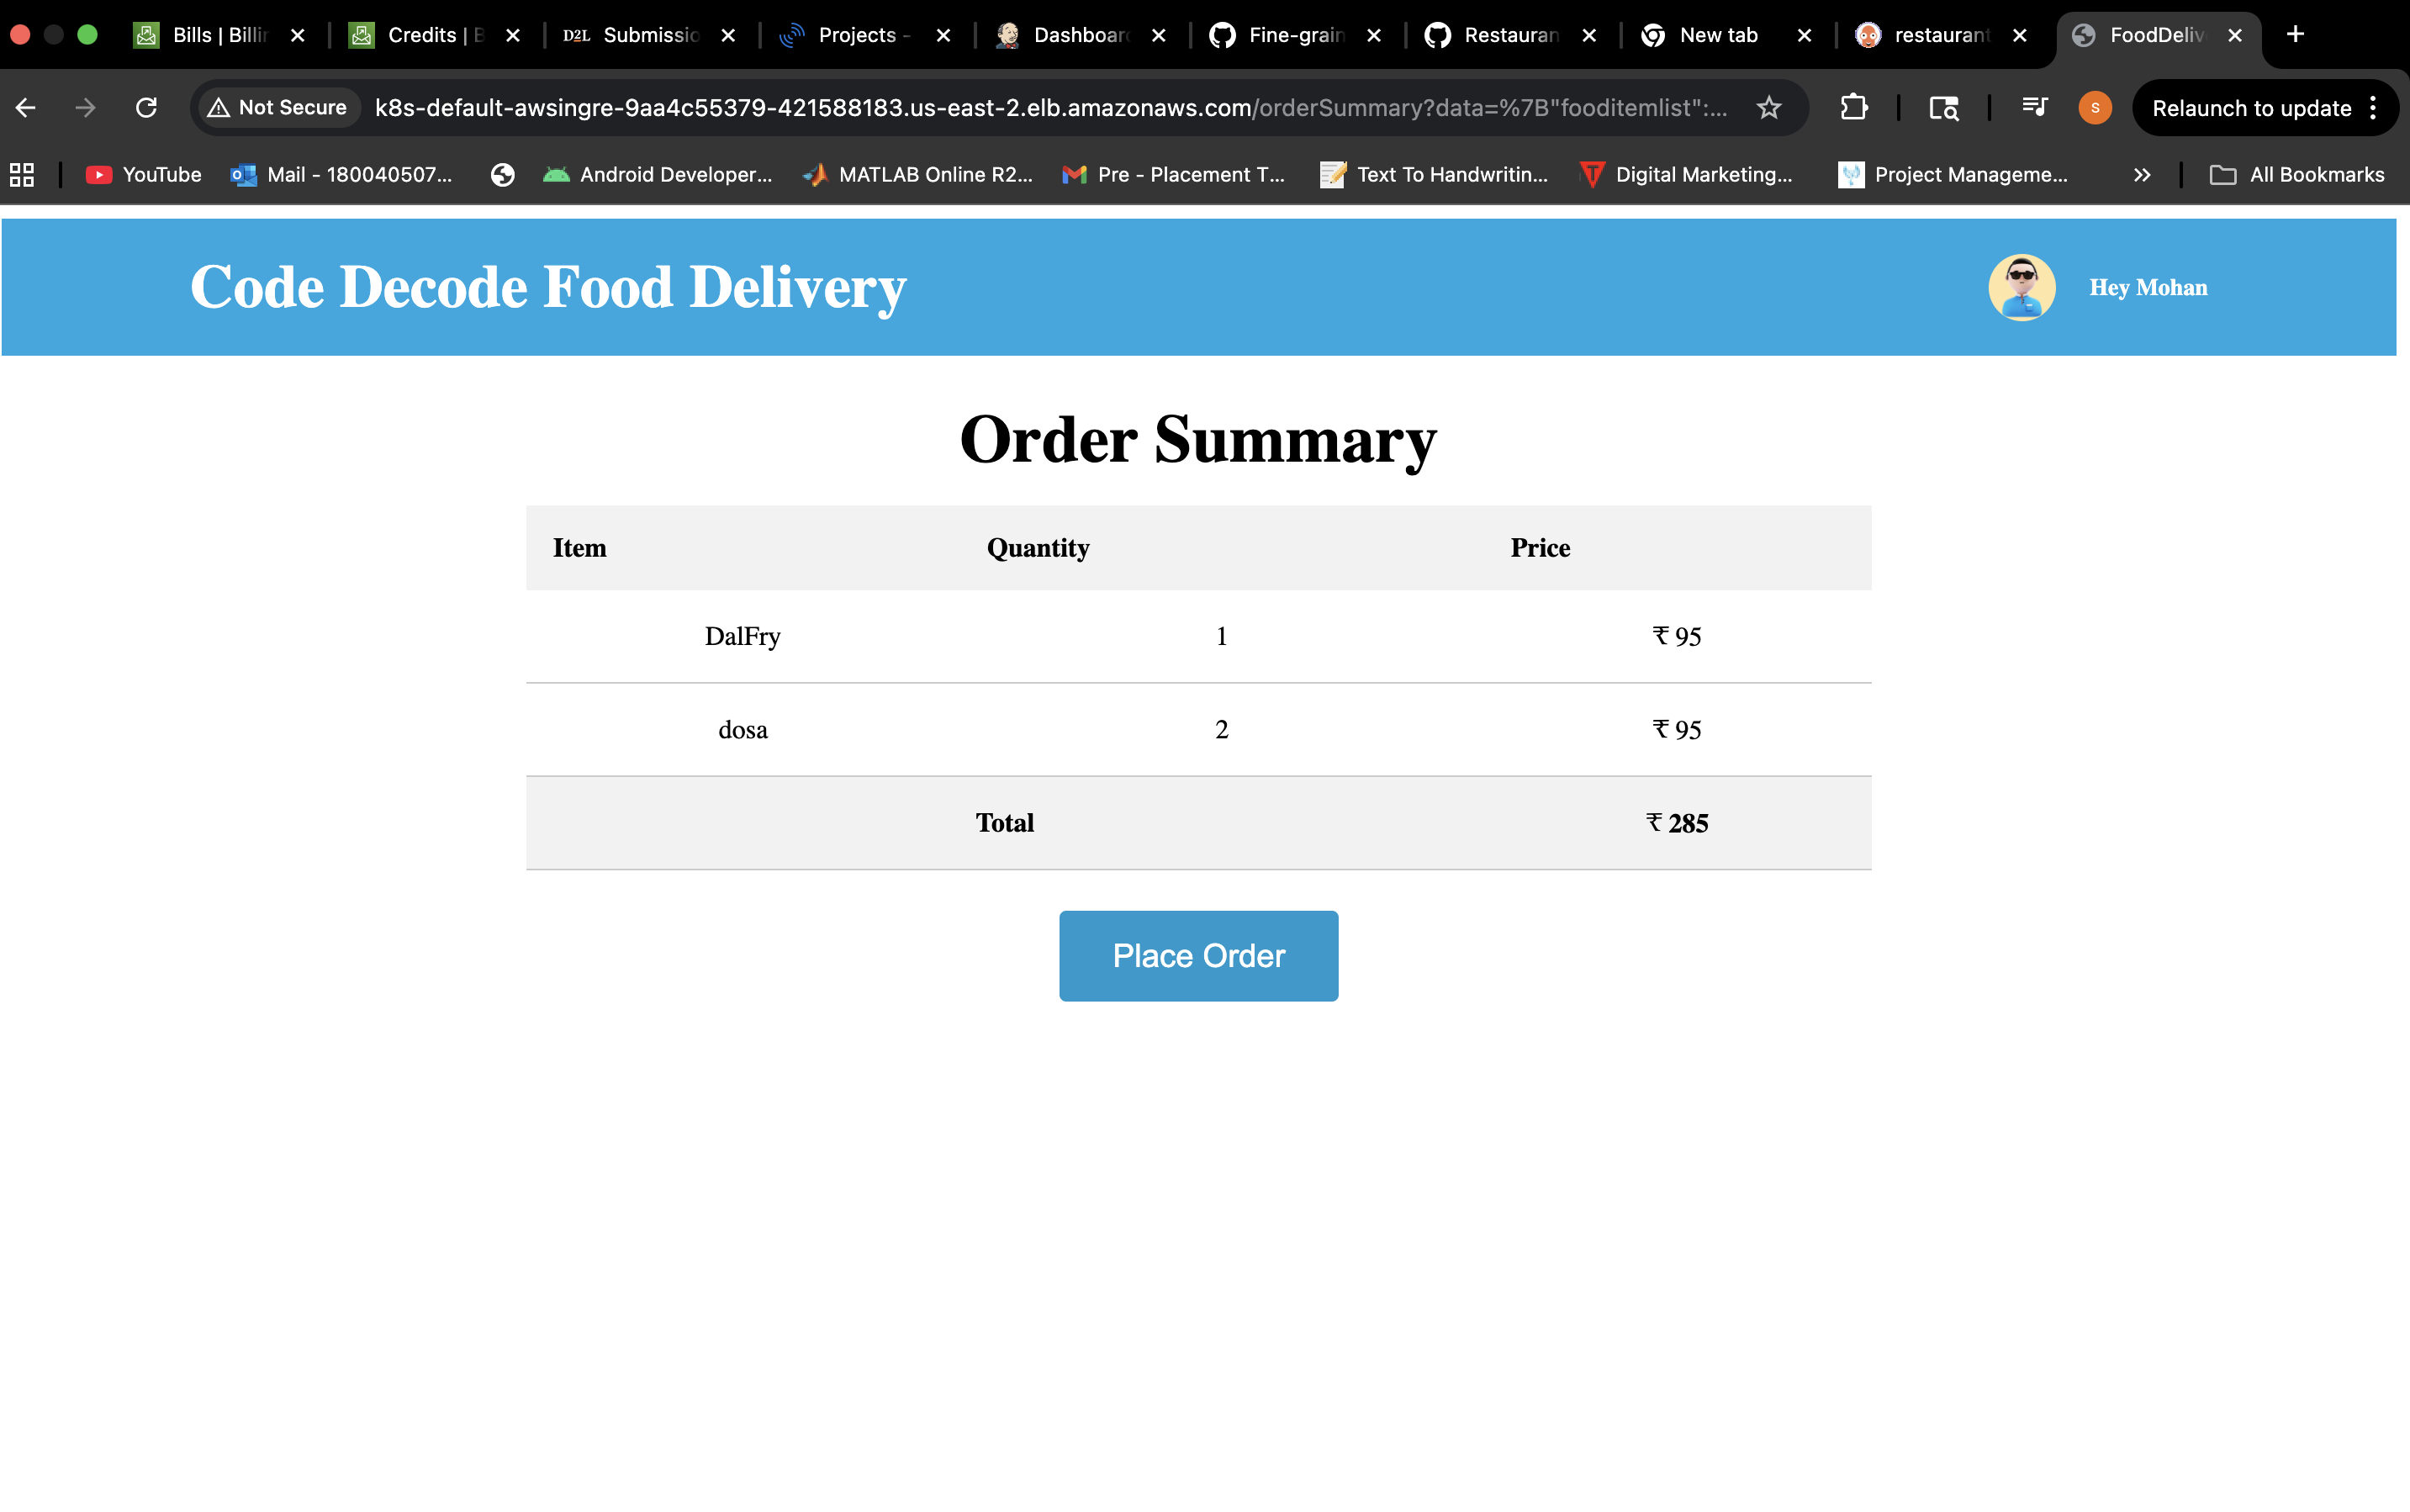 Bills | Billin Credits | B D2L Submissio Projects - Dashboard Fine-grain Restauran New tab restaurant FoodDeliv
Not Secure k8s-default-awsingre-9aa4c55379-421588183.us-east-2.elb.amazonaws.com/orderSummary?data=%7B"fooditemlist":... S Relaunch to update
YouTube Mail - 180040507... Android Developer... MATLAB Online R2... Pre - Placement T... Text To Handwritin... Digital Marketing... Project Manageme... » All Bookmarks
Code Decode Food Delivery Hey Mohan
Order Summary
Item Quantity Price
DalFry 1 ₹ 95
dosa 2 ₹ 95
Total ₹ 285
Place Order